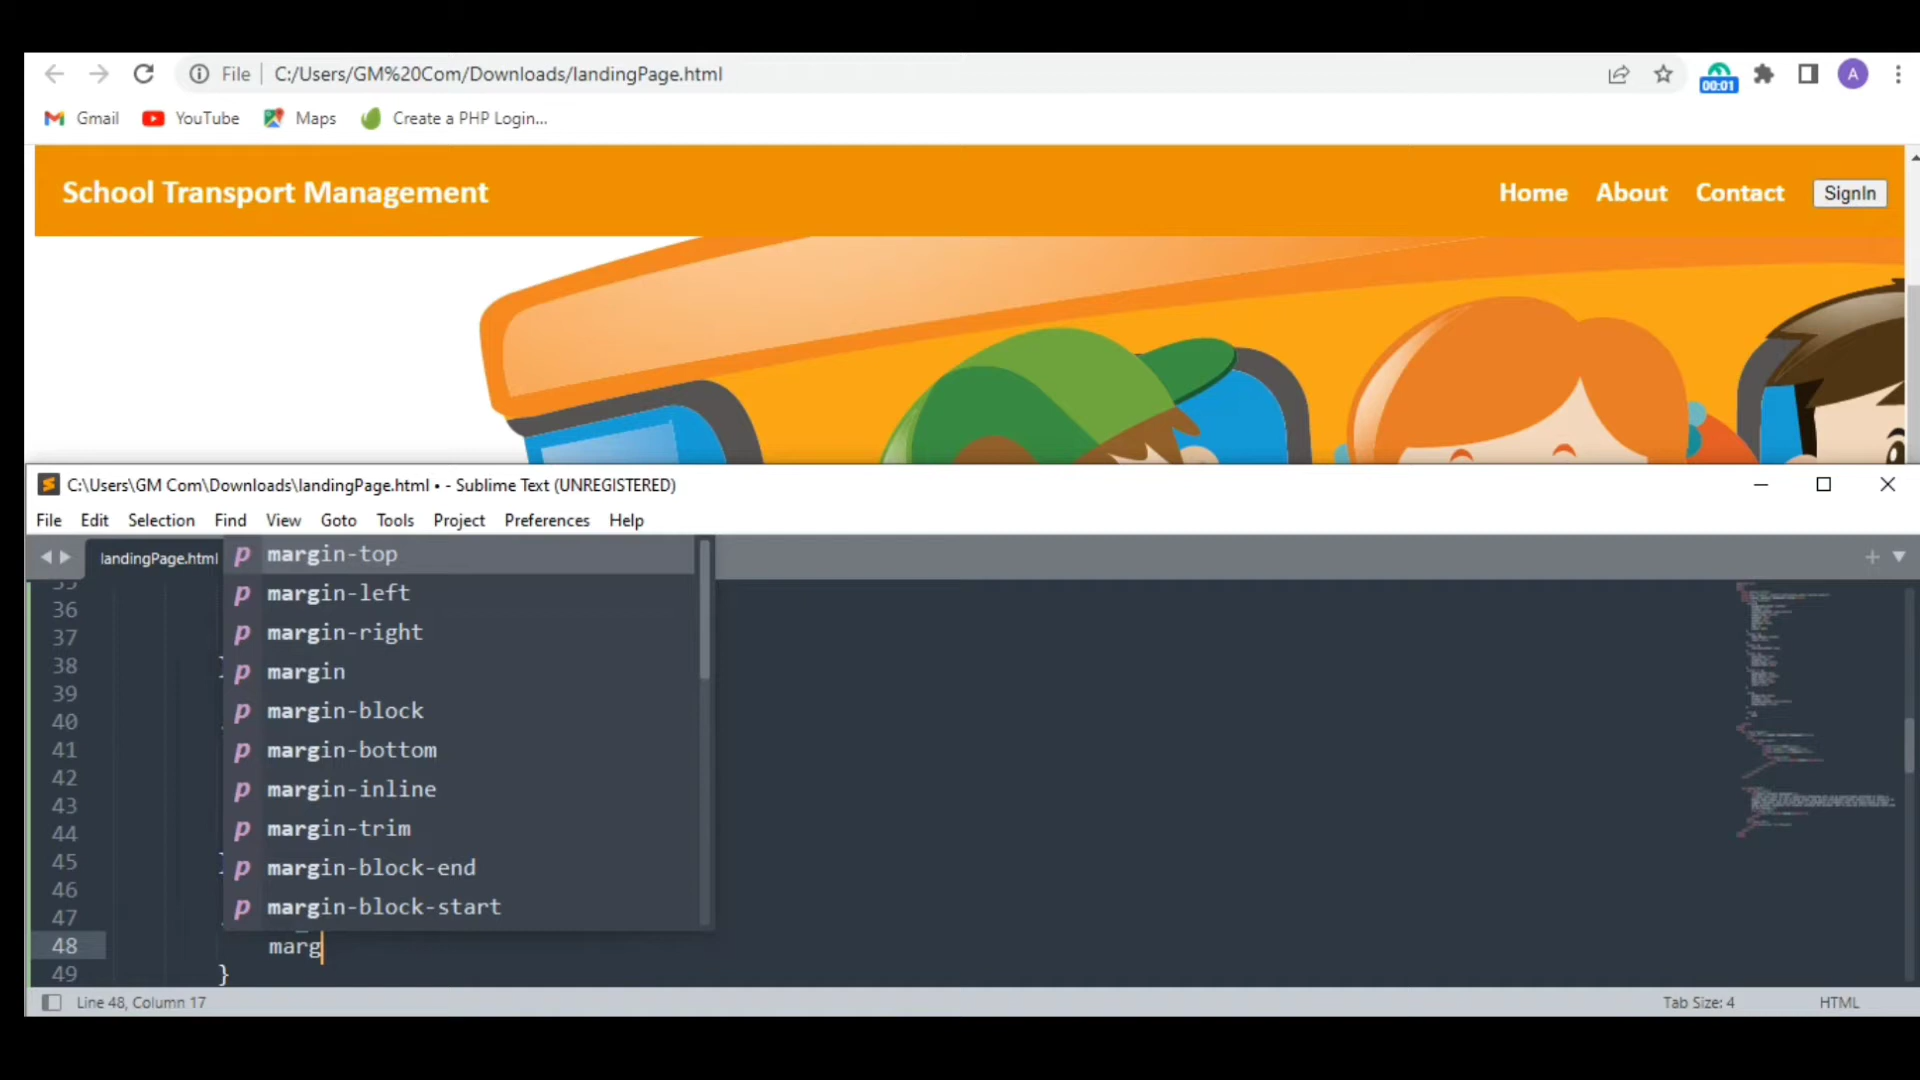 File C:/Users/GM%20Com/Downloads/landingPage.html
00:01
A
Gmail YouTube Maps Create a PHP Login...
School Transport Management Home About Contact SignIn
C:\Users\GM Com\Downloads\landingPage.html • - Sublime Text (UNREGISTERED)
File Edit Selection Find View Goto Tools Project Preferences Help
landingPage.html
p margin-top
p margin-left
p margin-right
p margin
p margin-block
p margin-bottom
p margin-inline
p margin-trim
p margin-block-end
p margin-block-start
35
36
37
38
39
40
41
42
43
44
45
46
47
48 marg
49 }
Line 48, Column 17 Tab Size: 4 HTML